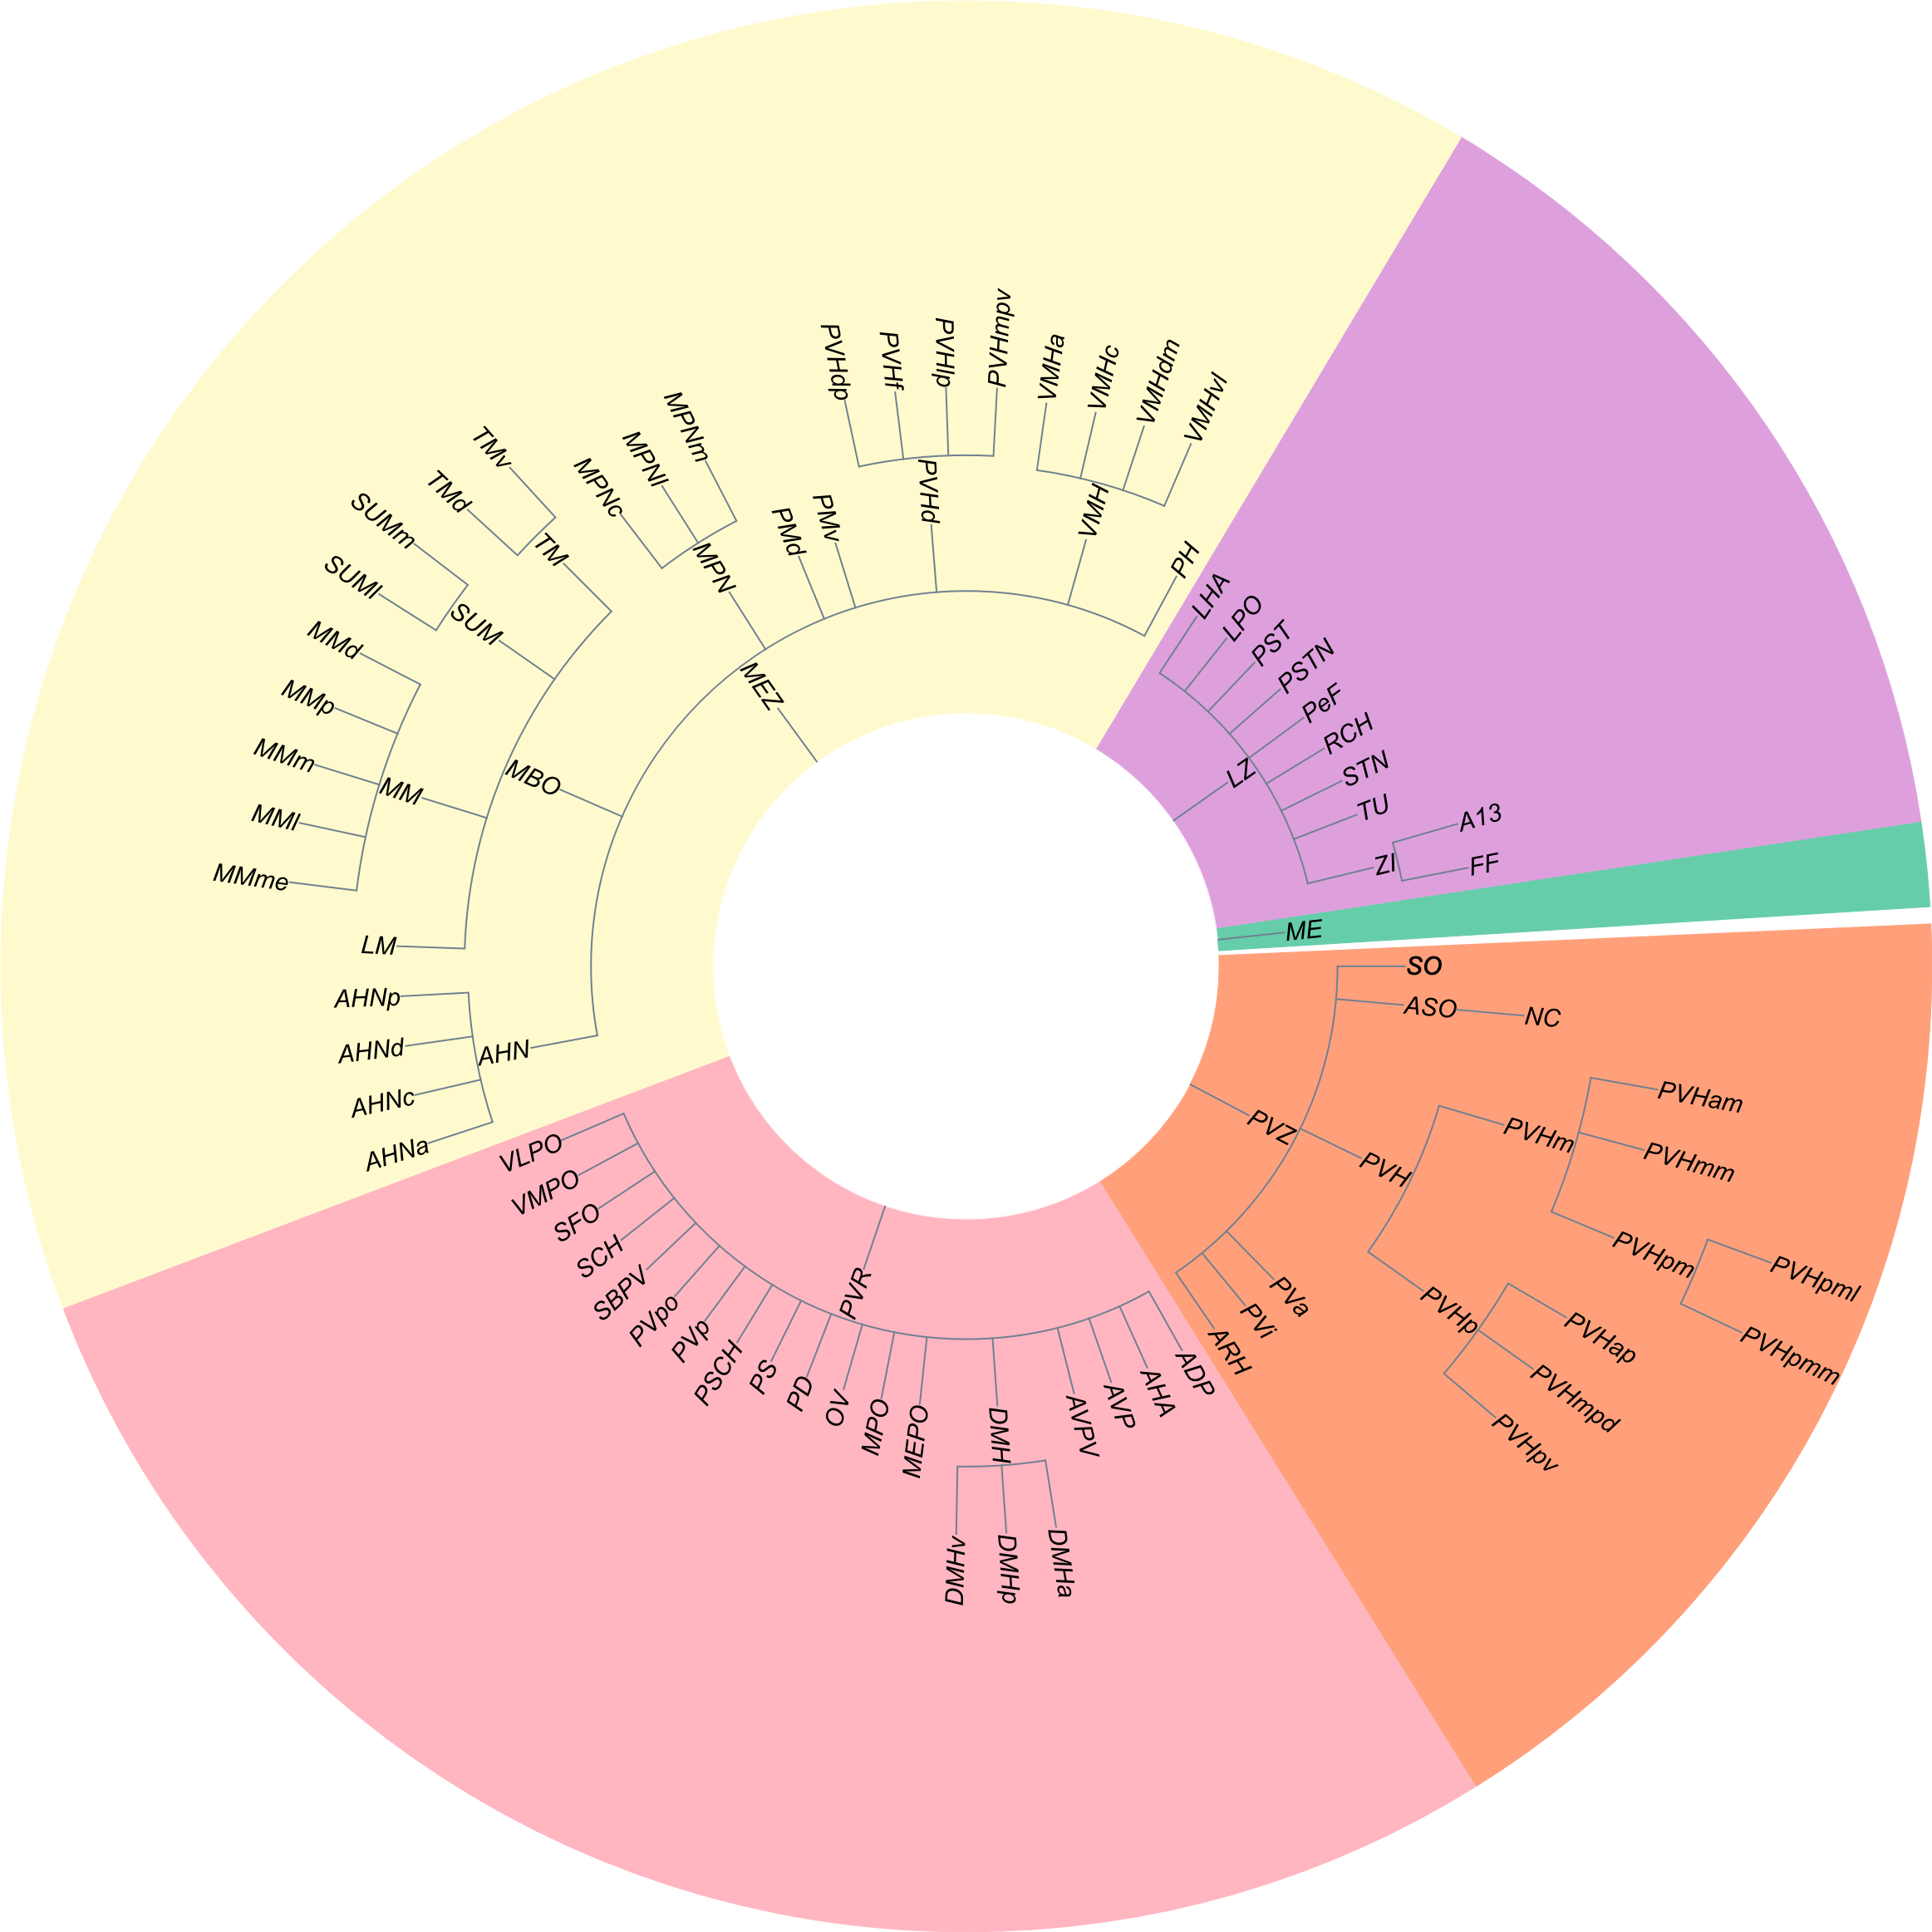 PVHdp
PVHf
PVHlp
PVHmpv
VMHa
VMHc
VMHdm
VMHvl
MPNm
MPNl
MPNc
TMv
TMd
SUMm
SUMl
MMd
MMp
MMm
MMl
MMme
TM
SUM
MM
LM
MPN
PMd
PMv
PVHd
VMH
PH
MEZ
MBO
AHN
AHNp
AHNd
AHNc
AHNa
LHA
LPO
PST
PSTN
PeF
RCH
STN
TU
ZI
A13
FF
LZ
ME
SO
ASO
NC
PVZ
PVH
PVHm
PVHam
PVHmm
PVHpm
PVHpml
PVHpmm
PVHp
PVHap
PVHmpd
PVHpv
PVa
PVi
ARH
VLPO
VMPO
SFO
SCH
SBPV
PVpo
PVp
PSCH
PS
PD
OV
MPO
MEPO
PVR
DMH
AVPV
AVP
AHA
ADP
DMHv
DMHp
DMHa